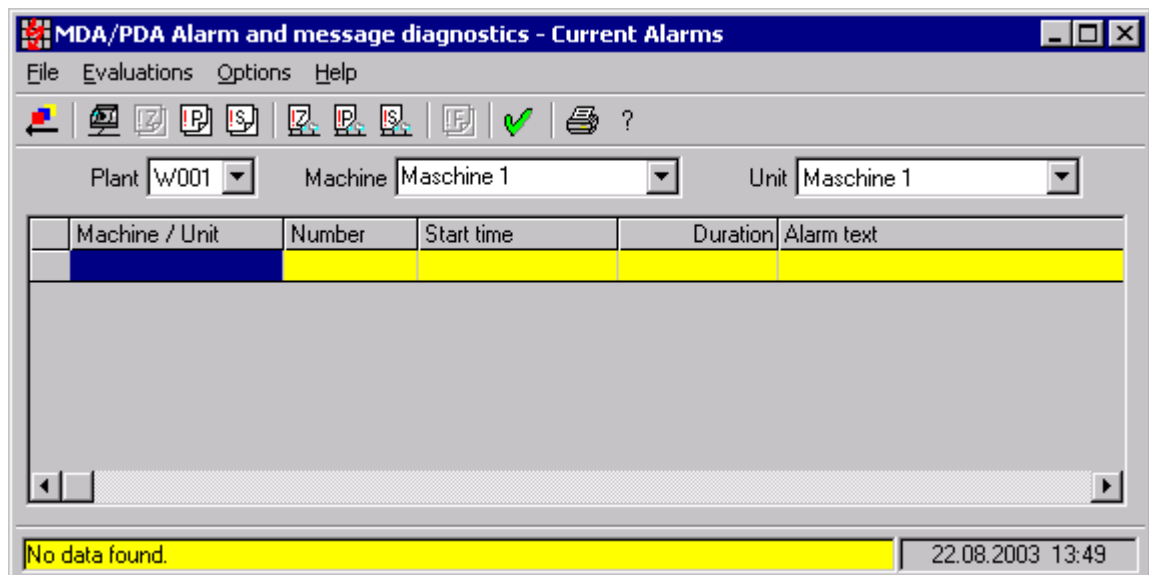 MDA/PDA Alarm and message diagnostics - Current Alarms
File Evaluations Options Help
!Z !P !S !Z !P !S !F ?
Plant W001 Machine Maschine 1 Unit Maschine 1
Machine / Unit Number Start time Duration Alarm text
No data found. 22.08.2003 13:49